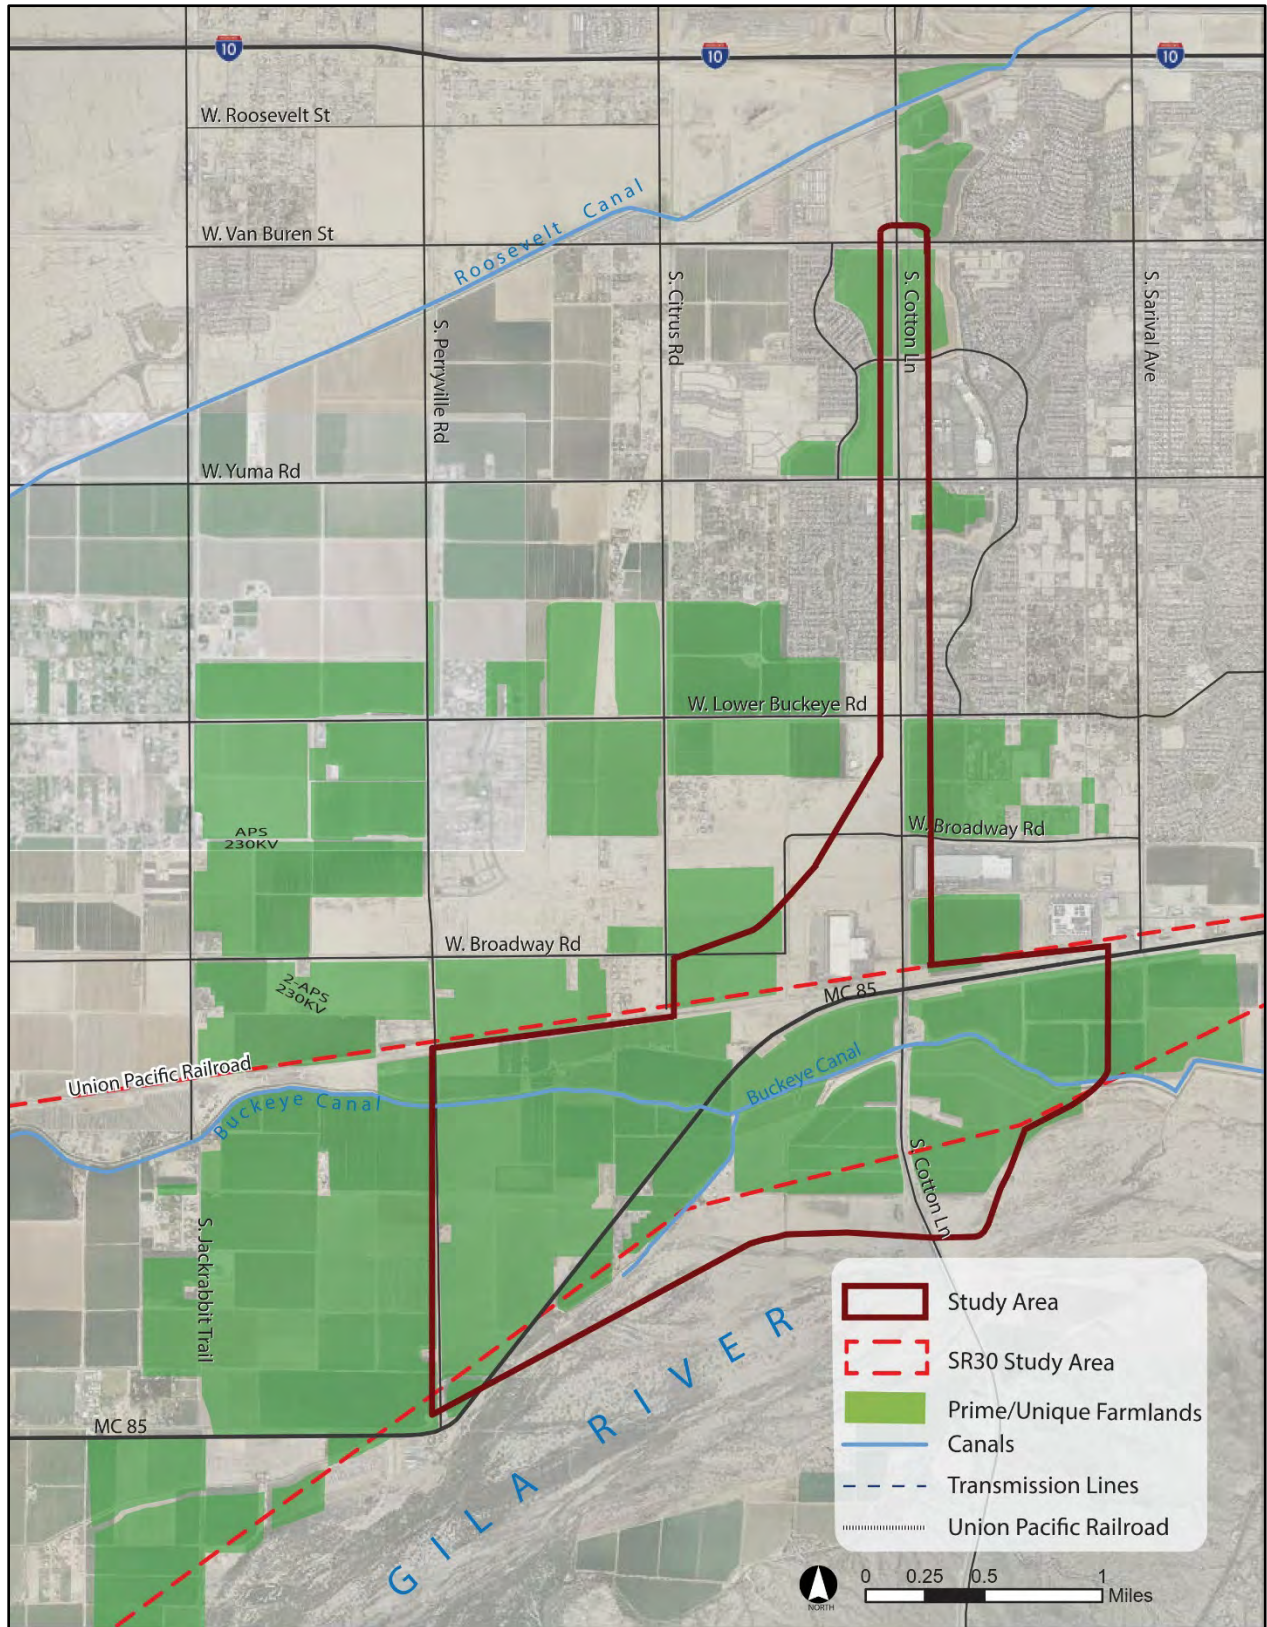 10
10
10
W. Roosevelt St
Roosevelt Canal
W. Van Buren St
S. Perryville Rd
S. Citrus Rd
S. Cotton Ln
S. Sarival Ave
W. Yuma Rd
W. Lower Buckeye Rd
APS
230KV
W. Broadway Rd
W. Broadway Rd
2-APS
230KV
MC 85
Union Pacific Railroad
Buckeye Canal
Buckeye Canal
S. Cotton Ln
S. Jackrabbit Trail
MC 85
GILA RIVER
Study Area
SR30 Study Area
Prime/Unique Farmlands
Canals
Transmission Lines
Union Pacific Railroad
NORTH
0 0.25 0.5 1
Miles